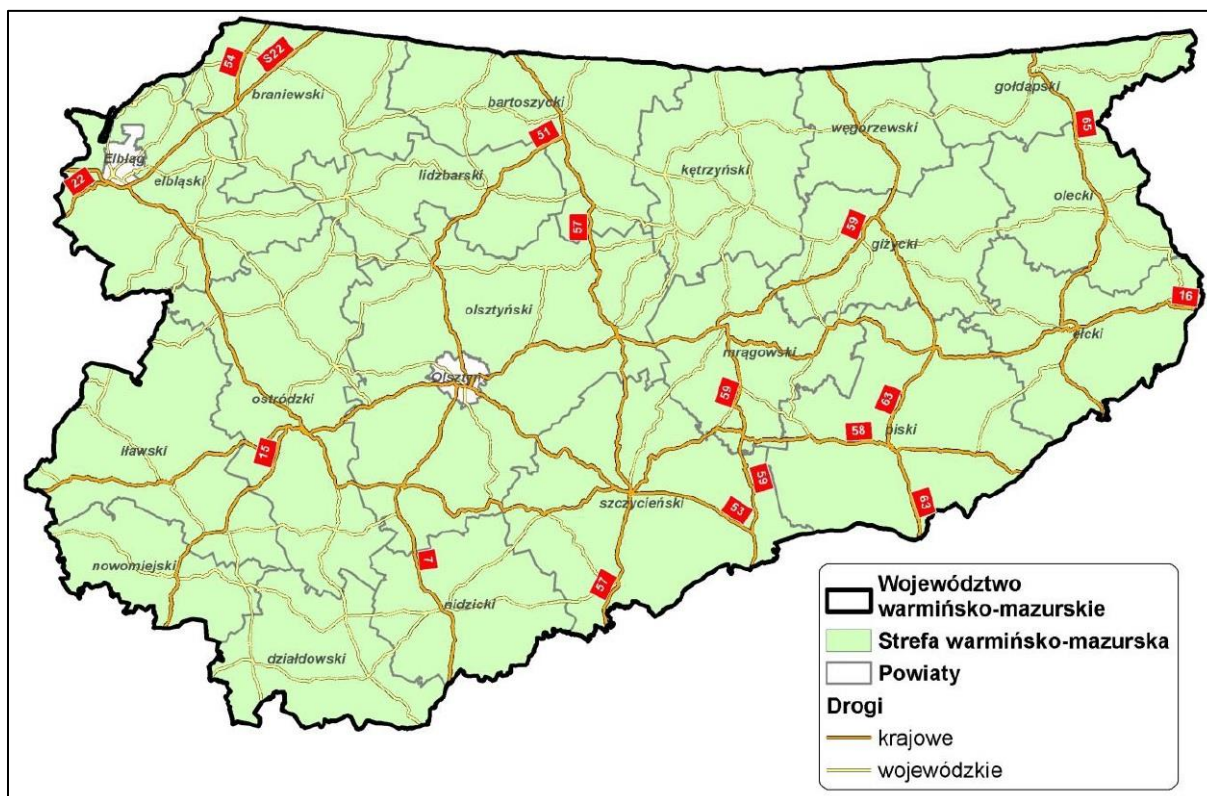 54
S22
braniewski
bartoszycki
gołdapski
65
51
węgorzewski
Elbląg
22
elbląski
lidzbarski
kętrzyński
olecki
57
59
giżycki
16
olsztyński
ełcki
mrągowski
Olsztyn
59
63
ostródzki
58
piski
15
iławski
59
63
szczycieński
53
nowomiejski
7
57
nidzicki
działdowski
Województwo
warmińsko-mazurskie
Strefa warmińsko-mazurska
Powiaty
Drogi
krajowe
wojewódzkie